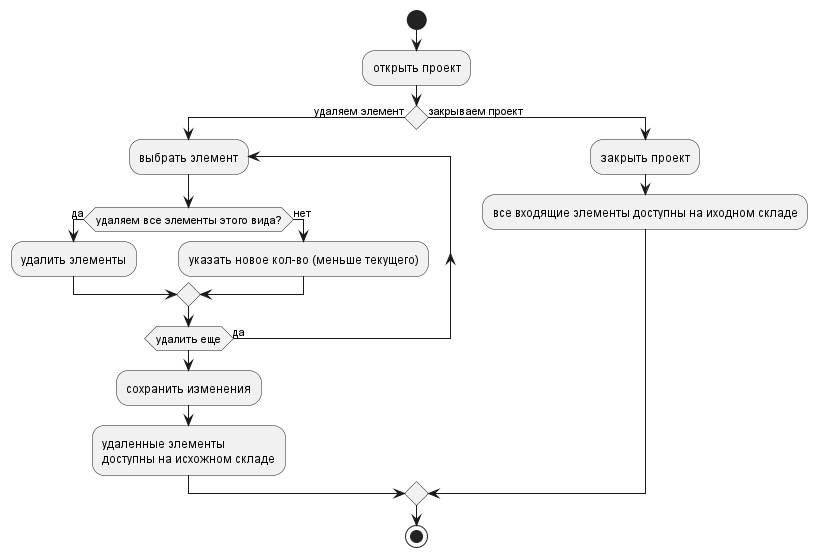 открыть проект
удаляем элемент
закрываем проект
выбрать элемент
закрыть проект
все входящие элементы доступны на иходном складе
удаляем все элементы этого вида?
да
нет
удалить элементы
указать новое кол-во (меньше текущего)
удалить еще
да
сохранить изменения
удаленные элементы
доступны на исхожном складе